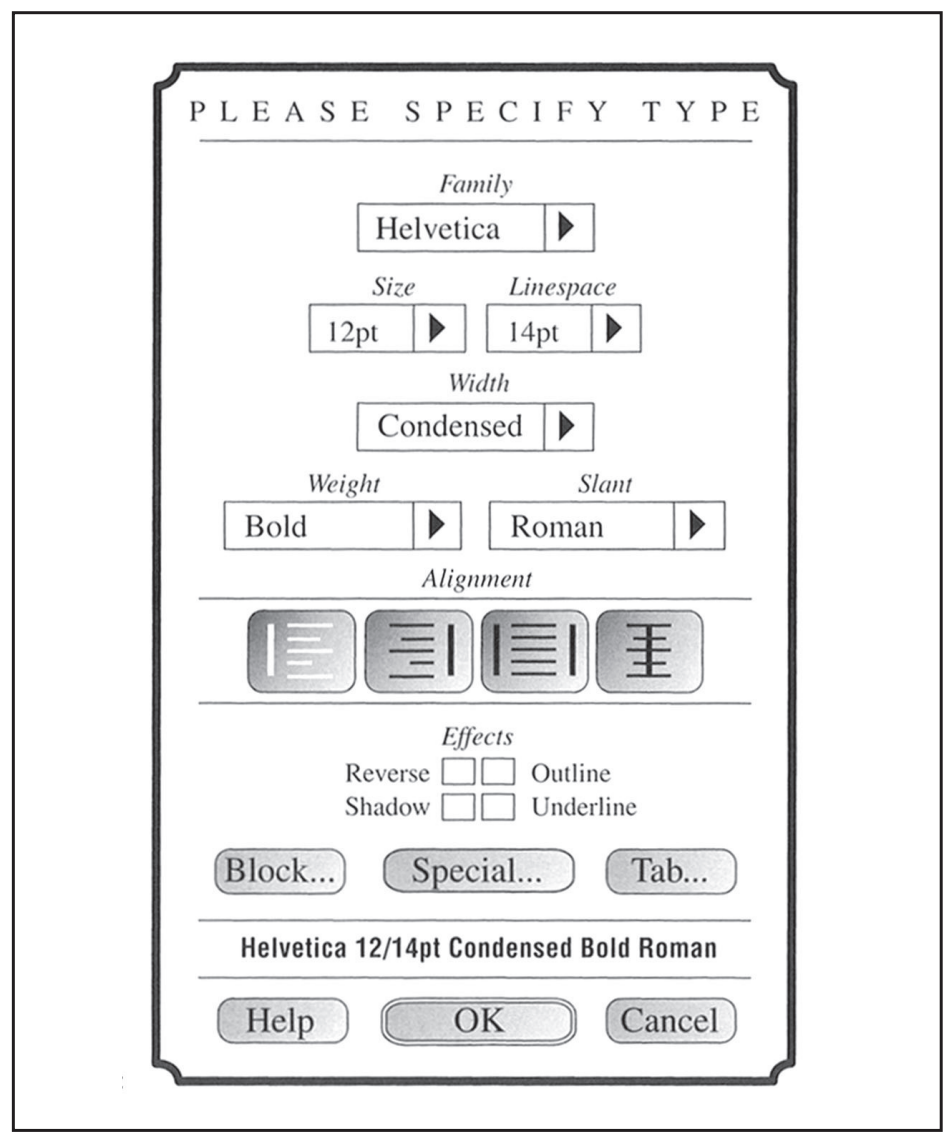 PLEASE SPECIFY TYPE
Family
Helvetica
Size Linespace
12pt 14pt
Width
Condensed
Weight Slant
Bold Roman
Alignment
Effects
Reverse Outline
Shadow Underline
Block... Special... Tab...
Helvetica 12/14pt Condensed Bold Roman
Help OK Cancel